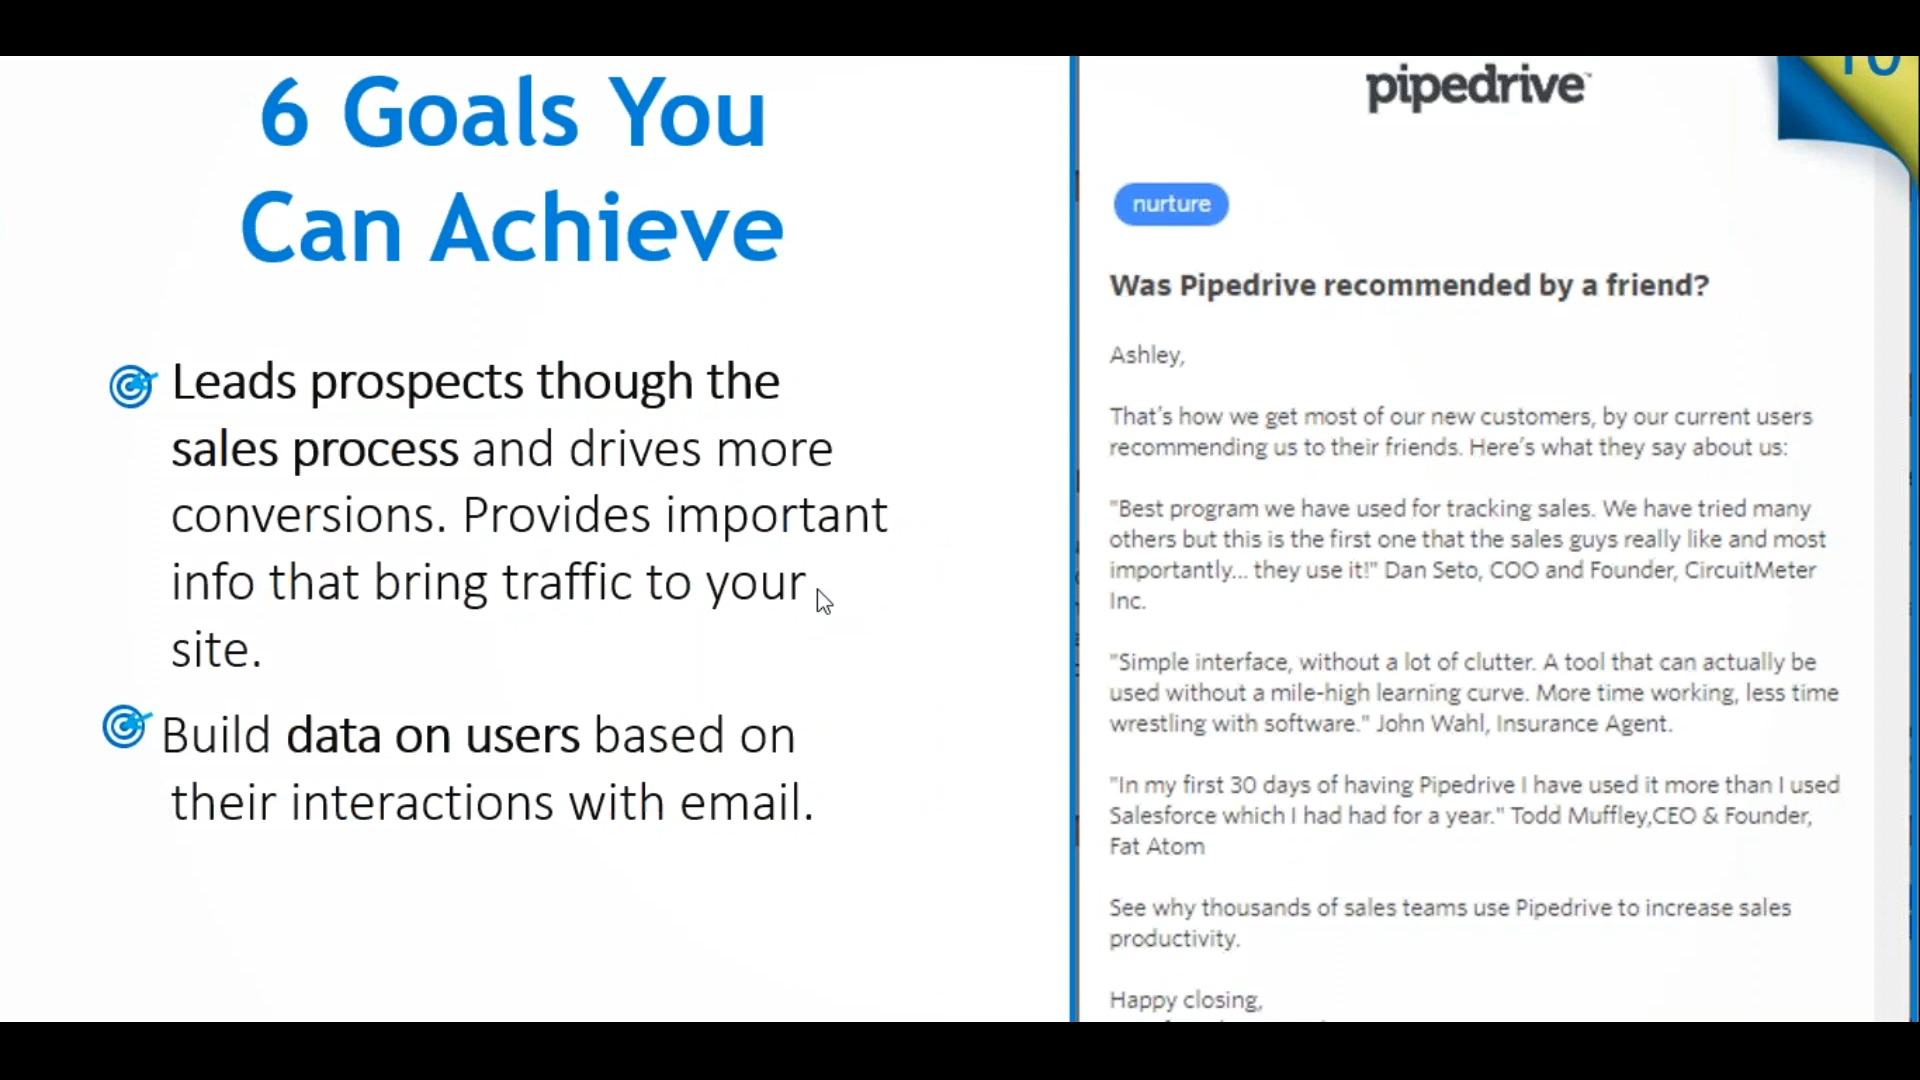 6 Goals You
Can Achieve
Leads prospects though the
sales process and drives more
conversions. Provides important
info that bring traffic to your
site.
Build data on users based on
their interactions with email.
10
pipedrive™
nurture
Was Pipedrive recommended by a friend?
Ashley,
That's how we get most of our new customers, by our current users
recommending us to their friends. Here's what they say about us:
"Best program we have used for tracking sales. We have tried many
others but this is the first one that the sales guys really like and most
importantly... they use it!" Dan Seto, COO and Founder, CircuitMeter
Inc.
"Simple interface, without a lot of clutter. A tool that can actually be
used without a mile-high learning curve. More time working, less time
wrestling with software." John Wahl, Insurance Agent.
"In my first 30 days of having Pipedrive I have used it more than I used
Salesforce which I had had for a year." Todd Muffley,CEO & Founder,
Fat Atom
See why thousands of sales teams use Pipedrive to increase sales
productivity.
Happy closing,